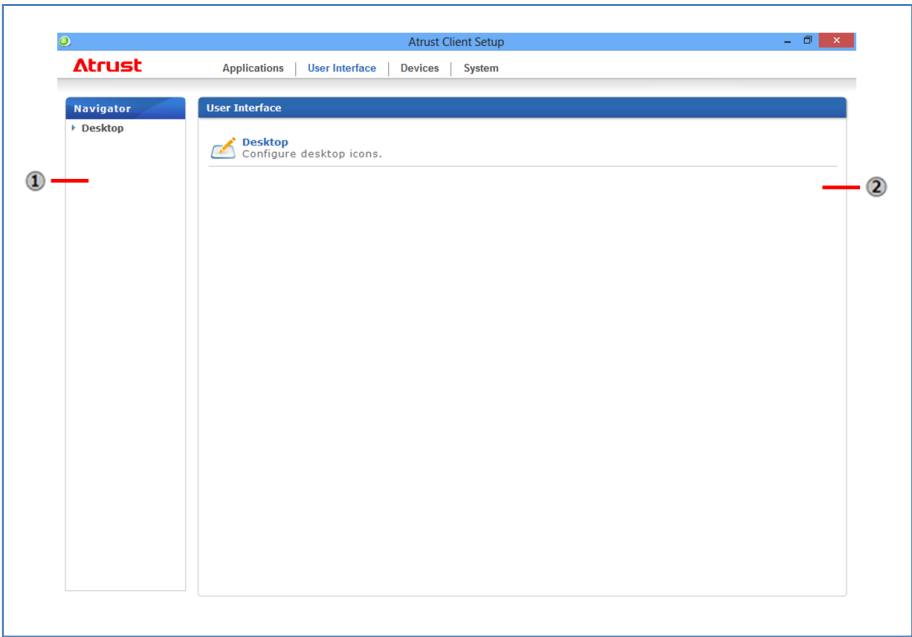 Atrust Client Setup
Atrust
Applications | User Interface | Devices | System
Navigator
Desktop
User Interface
Desktop
Configure desktop icons.
1
2